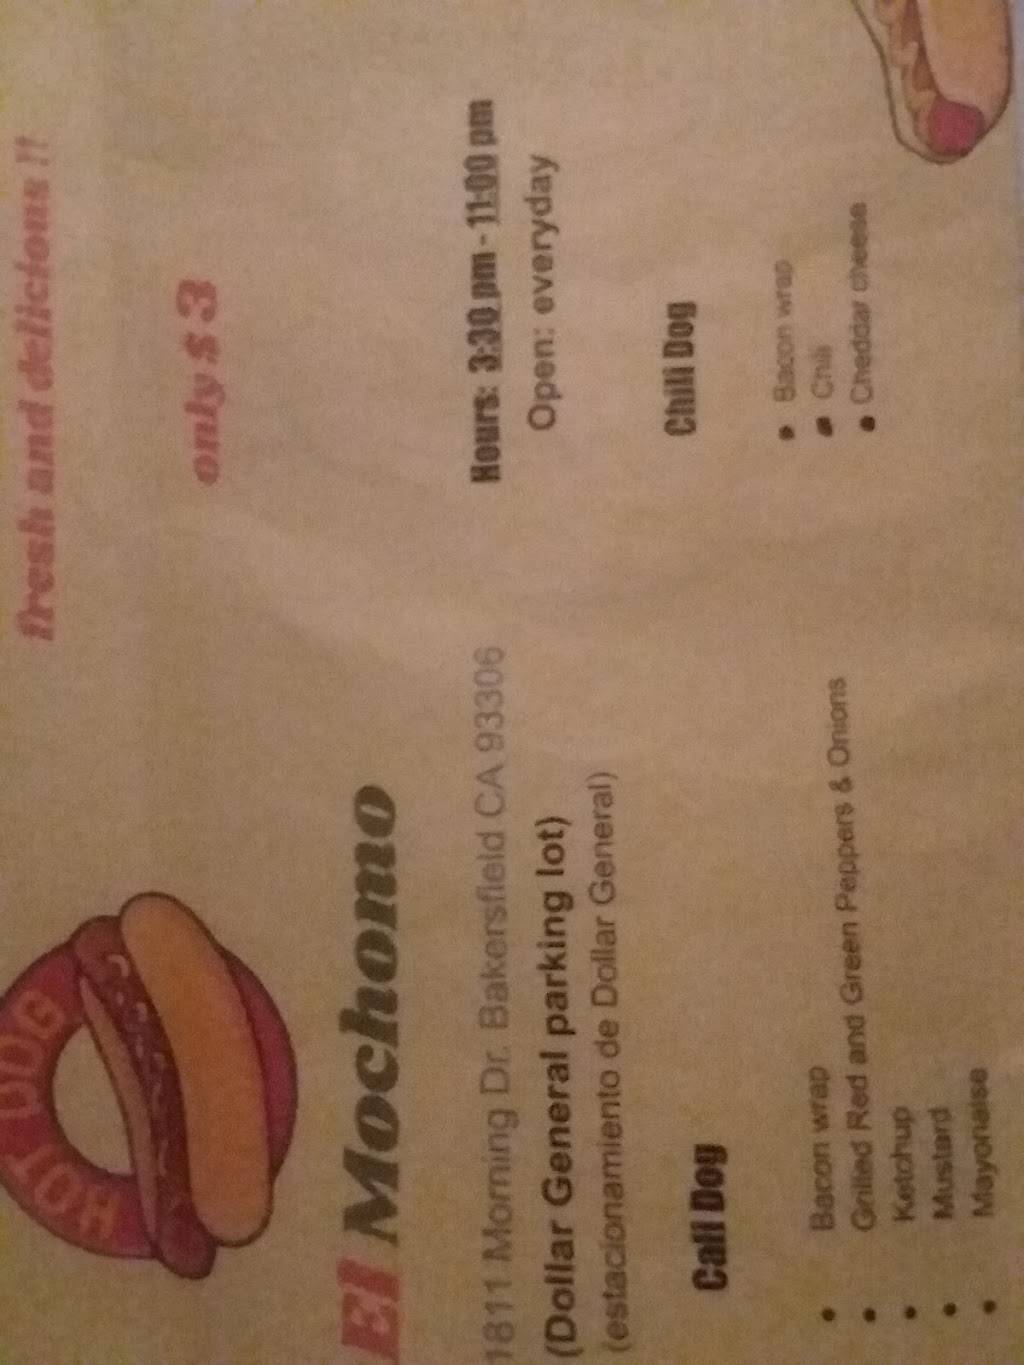 fresh and delicious !!
HOT DOG
only $ 3
El Mochomo
1811 Morning Dr. Bakersfield CA 93306
Hours: 3:30 pm - 11:00 pm
(Dollar General parking lot)
Open: everyday
(estacionamiento de Dollar General)
Cali Dog
• Bacon wrap
• Grilled Red and Green Peppers & Onions
• Ketchup
• Mustard
• Mayonaise
Chili Dog
• Bacon wrap
• Chili
• Cheddar cheese